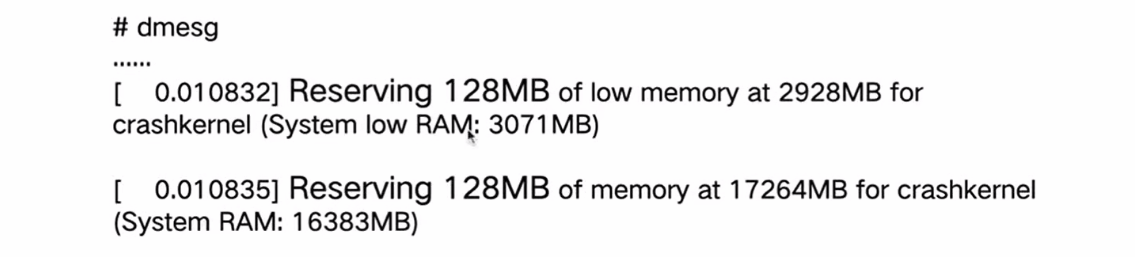 # dmesg
......
[    0.010832] Reserving 128MB of low memory at 2928MB for
crashkernel (System low RAM: 3071MB)
[    0.010835] Reserving 128MB of memory at 17264MB for crashkernel
(System RAM: 16383MB)